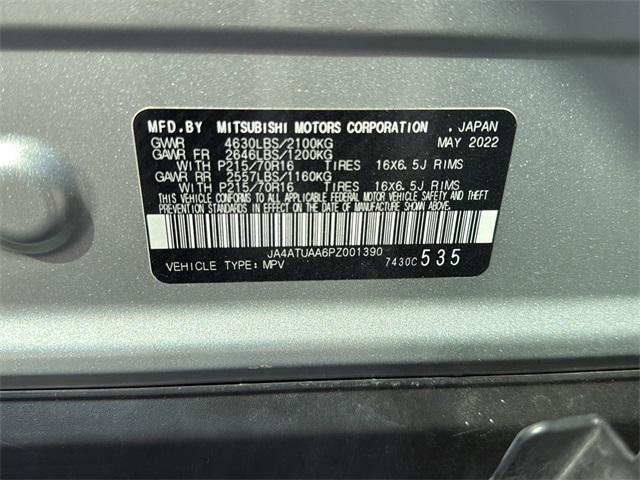 MFD.BY MITSUBISHI MOTORS CORPORATION . JAPAN
GVWR 4630LBS/2100KG MAY 2022
GAWR FR 2646LBS/1200KG
WITH P215/70R16 TIRES 16X6.5J RIMS
GAWR RR 2557LBS/1160KG
WITH P215/70R16 TIRES 16X6.5J RIMS
THIS VEHICLE CONFORMS TO ALL APPLICABLE FEDERAL MOTOR VEHICLE SAFETY AND THEFT
PREVENTION STANDARDS IN EFFECT ON THE DATE OF MANUFACTURE SHOWN ABOVE.
JA4ATUAA6PZ001390
VEHICLE TYPE:MPV 7430C 535